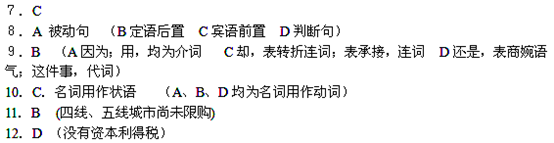 7．C
8．A 被动句 （B 定语后置 C 宾语前置 D 判断句）
9．B （A 因为；用，均为介词 C 却，表转折连词；表承接，连词 D 还是，表商婉语
气；这件事，代词）
10．C．名词用作状语 （A、B、D 均为名词用作动词）
11．B (四线、五线城市尚未限购)
12．D （没有资本利得税）